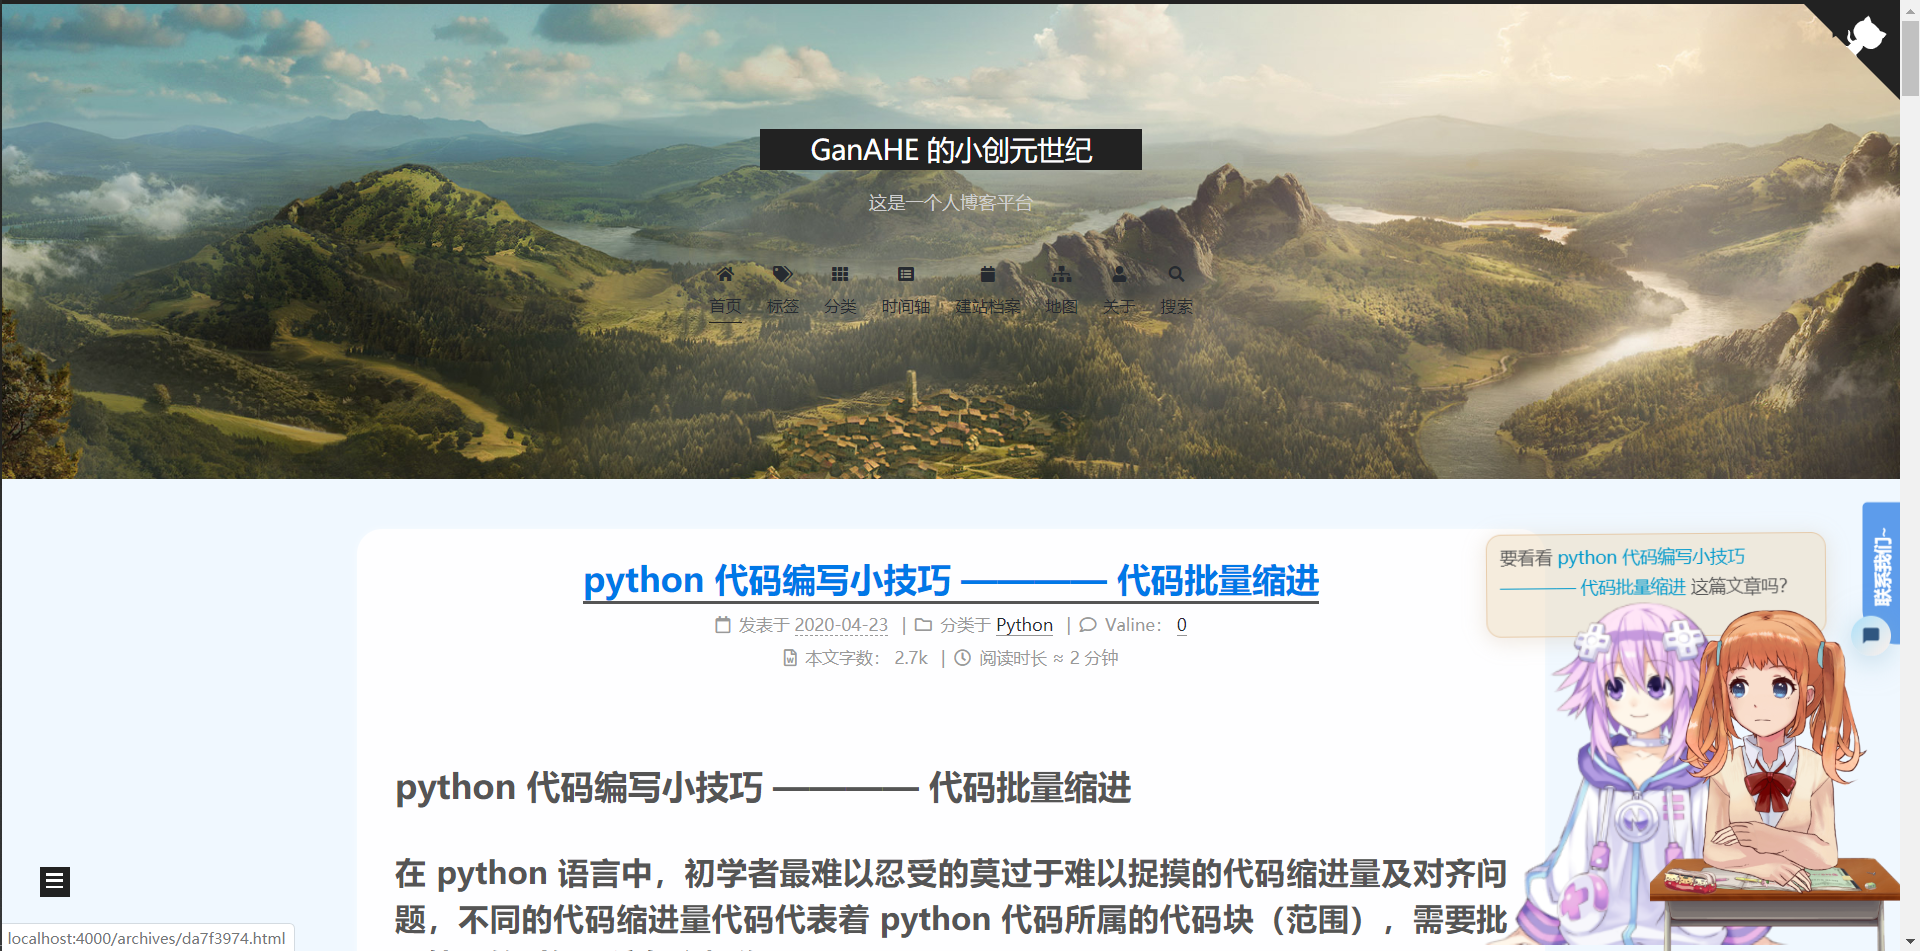 GanAHE 的小创元世纪
这是一个人博客平台
首页 标签 分类 时间轴 建站档案 地图 关于 搜索
python 代码编写小技巧 ———— 代码批量缩进
发表于 2020-04-23 | 分类于 Python | Valine: 0
本文字数: 2.7k | 阅读时长 ≈ 2 分钟
要看看 python 代码编写小技巧
———— 代码批量缩进 这篇文章吗?
联系我们~
python 代码编写小技巧 ———— 代码批量缩进
在 python 语言中，初学者最难以忍受的莫过于难以捉摸的代码缩进量及对齐问
题，不同的代码缩进量代码代表着 python 代码所属的代码块（范围），需要批
localhost:4000/archives/da7f3974.html